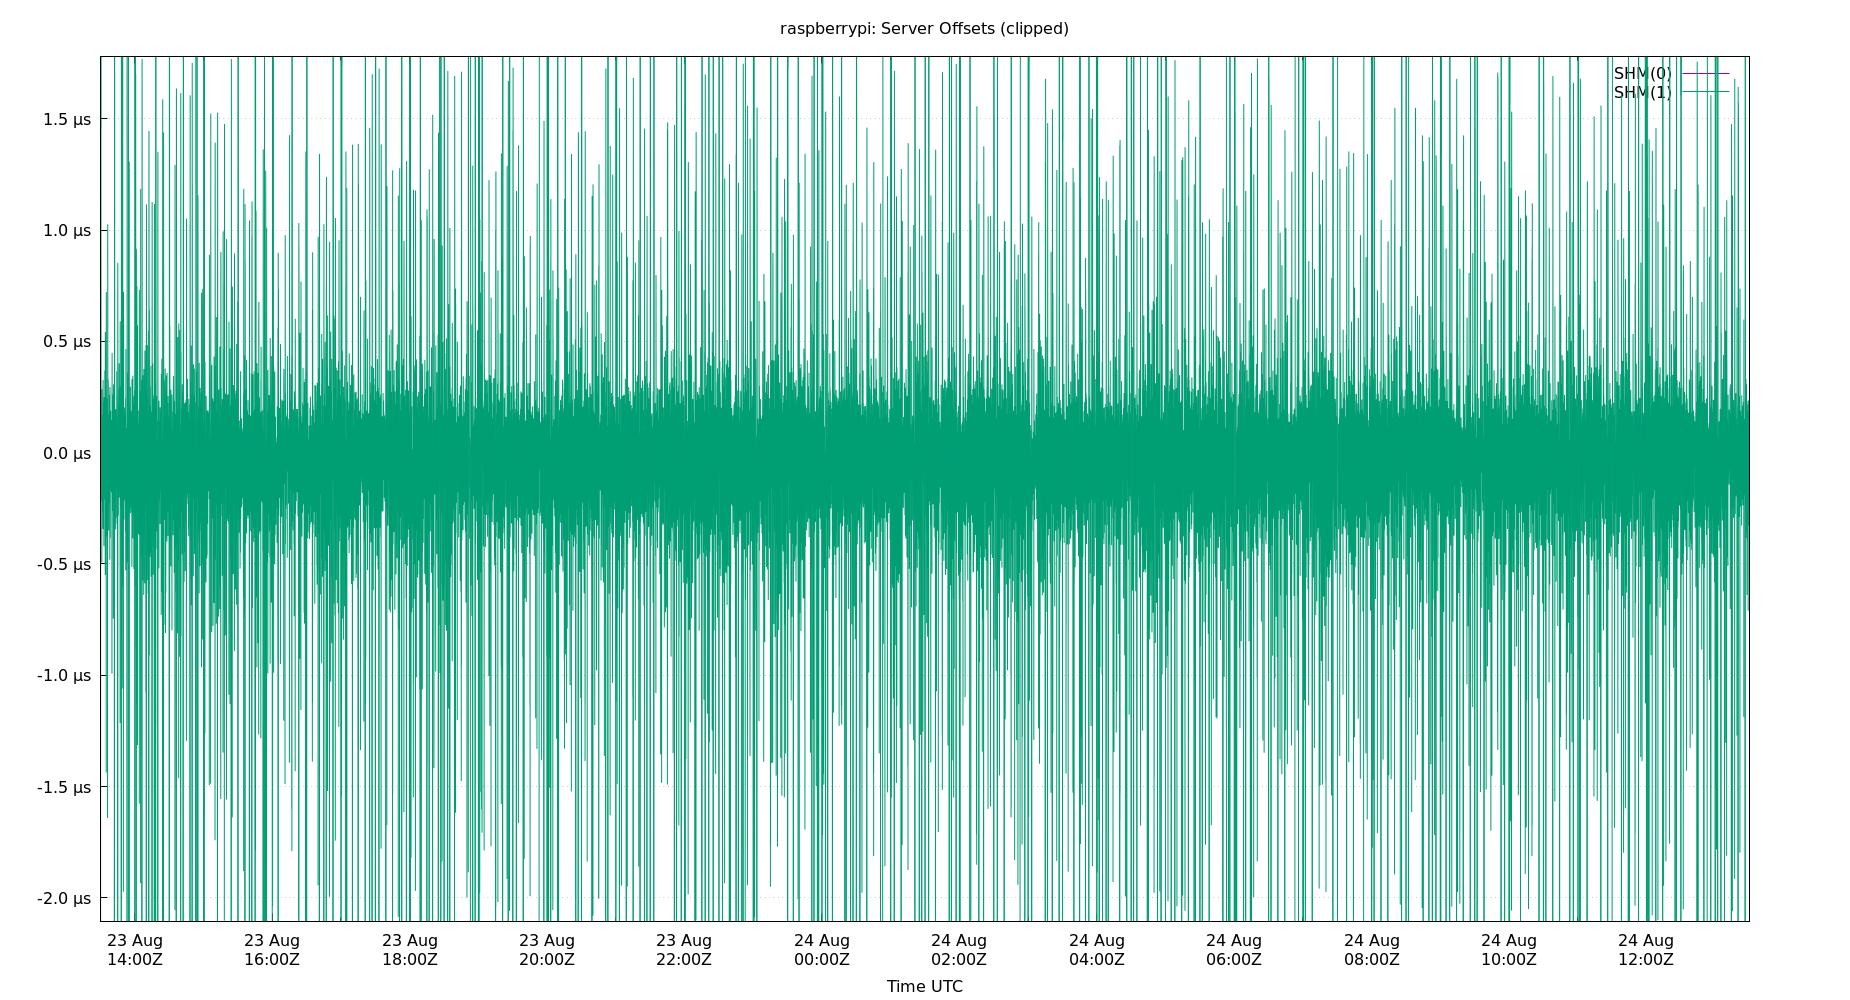 raspberrypi: Server Offsets (clipped)
SHM(0)
SHM(1)
1.5 µs
1.0 µs
0.5 µs
0.0 µs
-0.5 µs
-1.0 µs
-1.5 µs
-2.0 µs
23 Aug 23 Aug 23 Aug 23 Aug 23 Aug 24 Aug 24 Aug 24 Aug 24 Aug 24 Aug 24 Aug 24 Aug
14:00Z 16:00Z 18:00Z 20:00Z 22:00Z 00:00Z 02:00Z 04:00Z 06:00Z 08:00Z 10:00Z 12:00Z
Time UTC